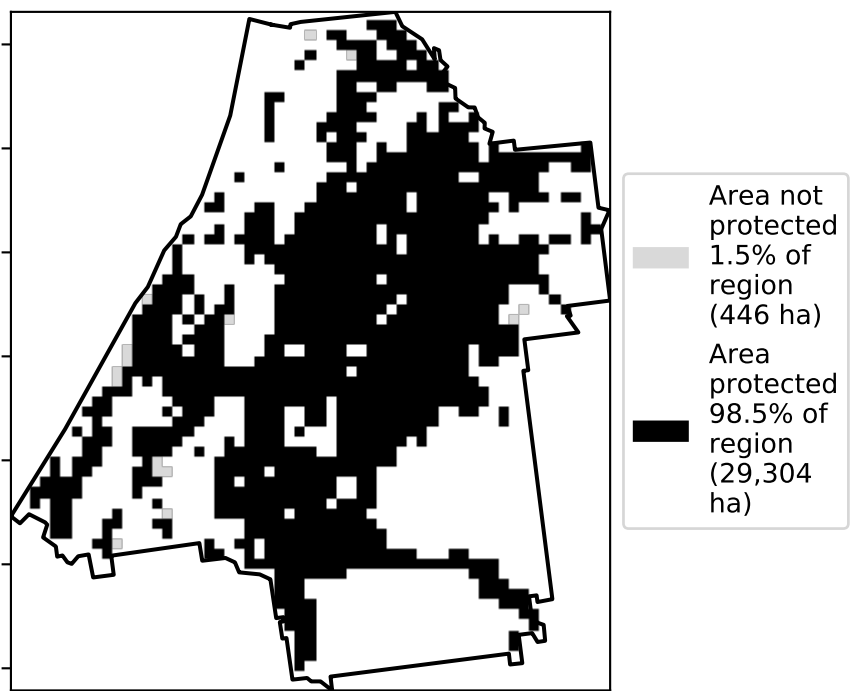 Area not
protected
1.5% of
region
(446 ha)
Area
protected
98.5% of
region
(29,304
ha)